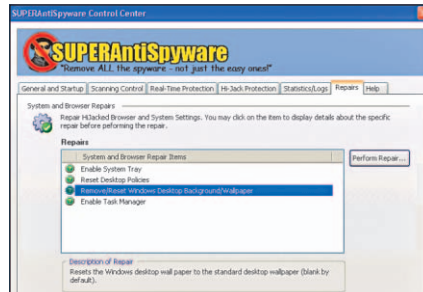 SUPERAntiSpyware Control Center
SUPERAntiSpyware
"Remove ALL the spyware - not just the easy ones!"
General and Startup Scanning Control Real-Time Protection Hi-Jack Protection Statistics/Logs Repairs Help
System and Browser Repairs
Repair HiJacked Browser and System Settings. You may click on the item to display details about the specific
repair before peforming the repair.
Repairs
System and Browser Repair Items
Perform Repair...
Enable System Tray
Reset Desktop Policies
Remove/Reset Windows Desktop Background/Wallpaper
Enable Task Manager
Description of Repair
Resets the Windows desktop wall paper to the standard desktop wallpaper (blank by
default).